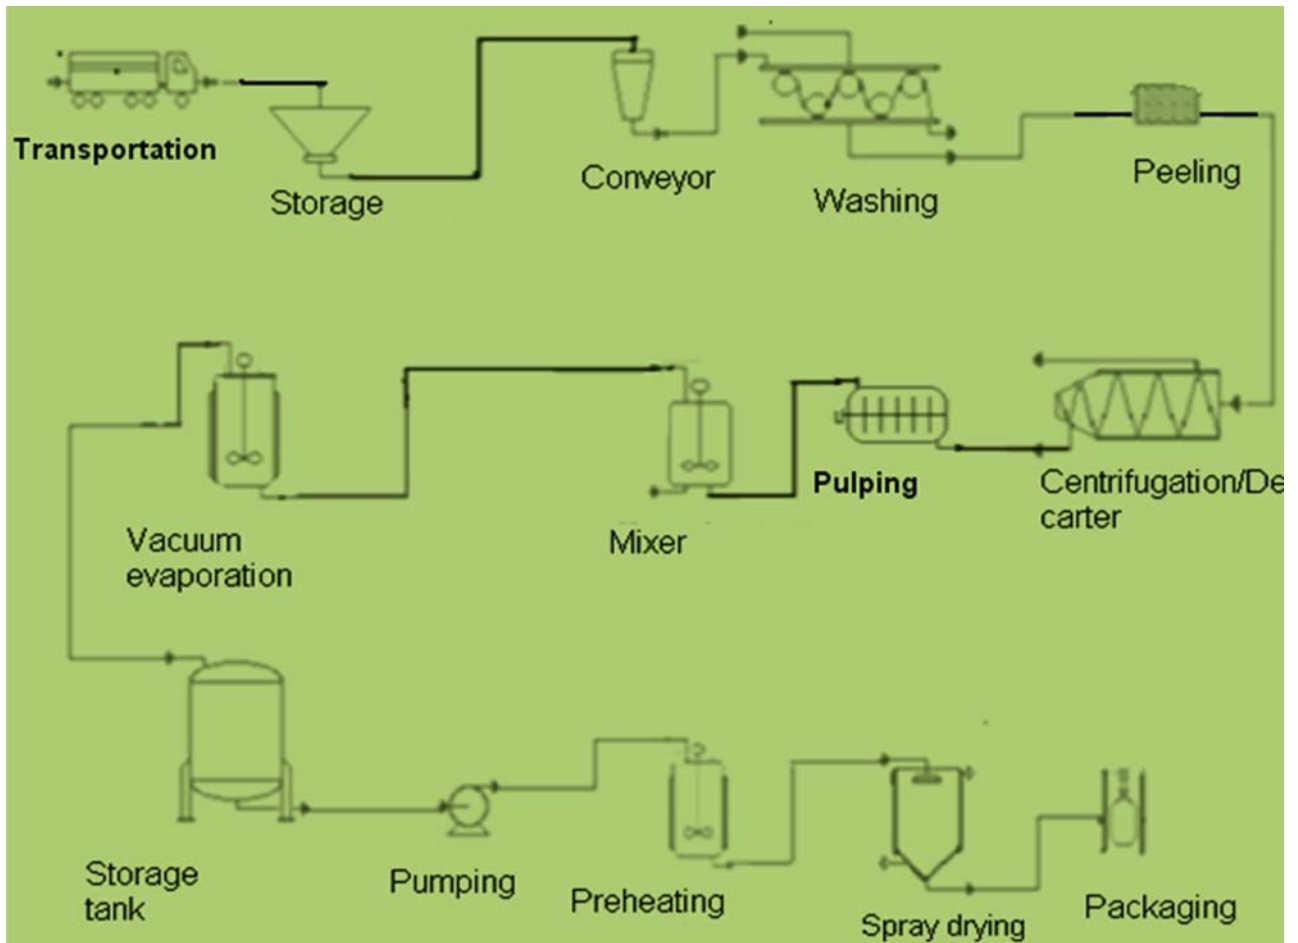 Transportation
Storage
Conveyor
Washing
Peeling
Vacuum
evaporation
Mixer
Pulping
Centrifugation/De
carter
Storage
tank
Pumping
Preheating
Spray drying
Packaging